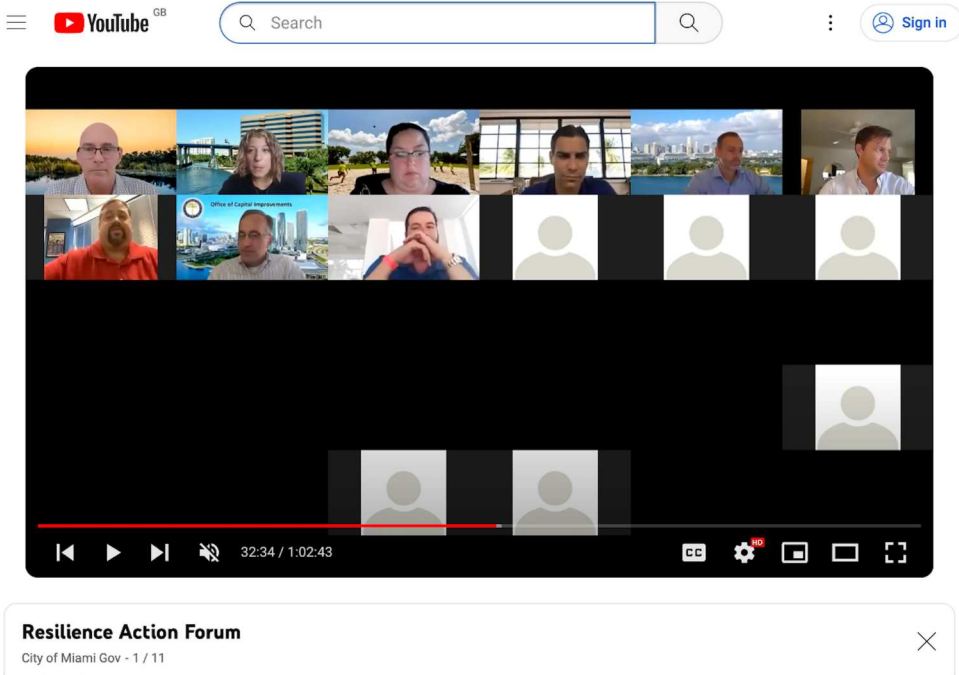 YouTube GB
Search
Sign in
Office of Capital Improvements
32:34 / 1:02:43
CC
HD
Resilience Action Forum
City of Miami Gov - 1 / 11